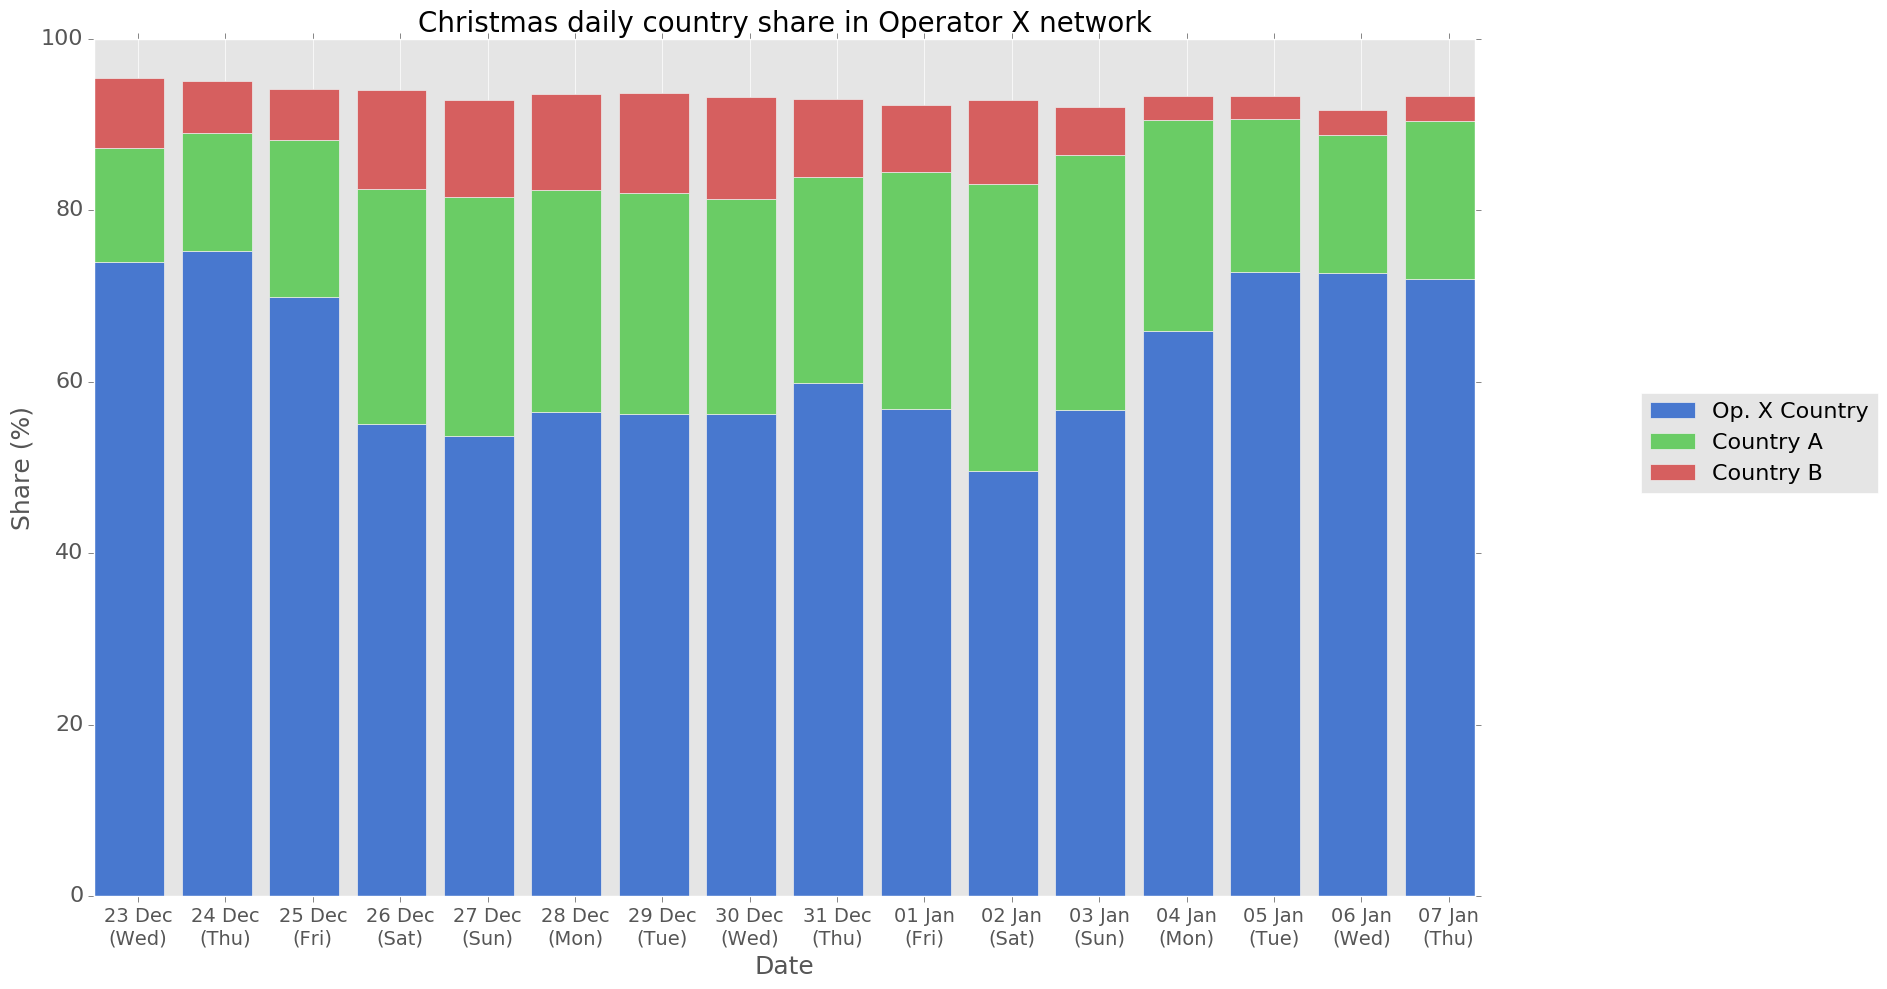 Christmas daily country share in Operator X network
100
80
60
40
20
0
Share (%)
23 Dec
(Wed)
24 Dec
(Thu)
25 Dec
(Fri)
26 Dec
(Sat)
27 Dec
(Sun)
28 Dec
(Mon)
29 Dec
(Tue)
30 Dec
(Wed)
31 Dec
(Thu)
01 Jan
(Fri)
02 Jan
(Sat)
03 Jan
(Sun)
04 Jan
(Mon)
05 Jan
(Tue)
06 Jan
(Wed)
07 Jan
(Thu)
Date
Op. X Country
Country A
Country B